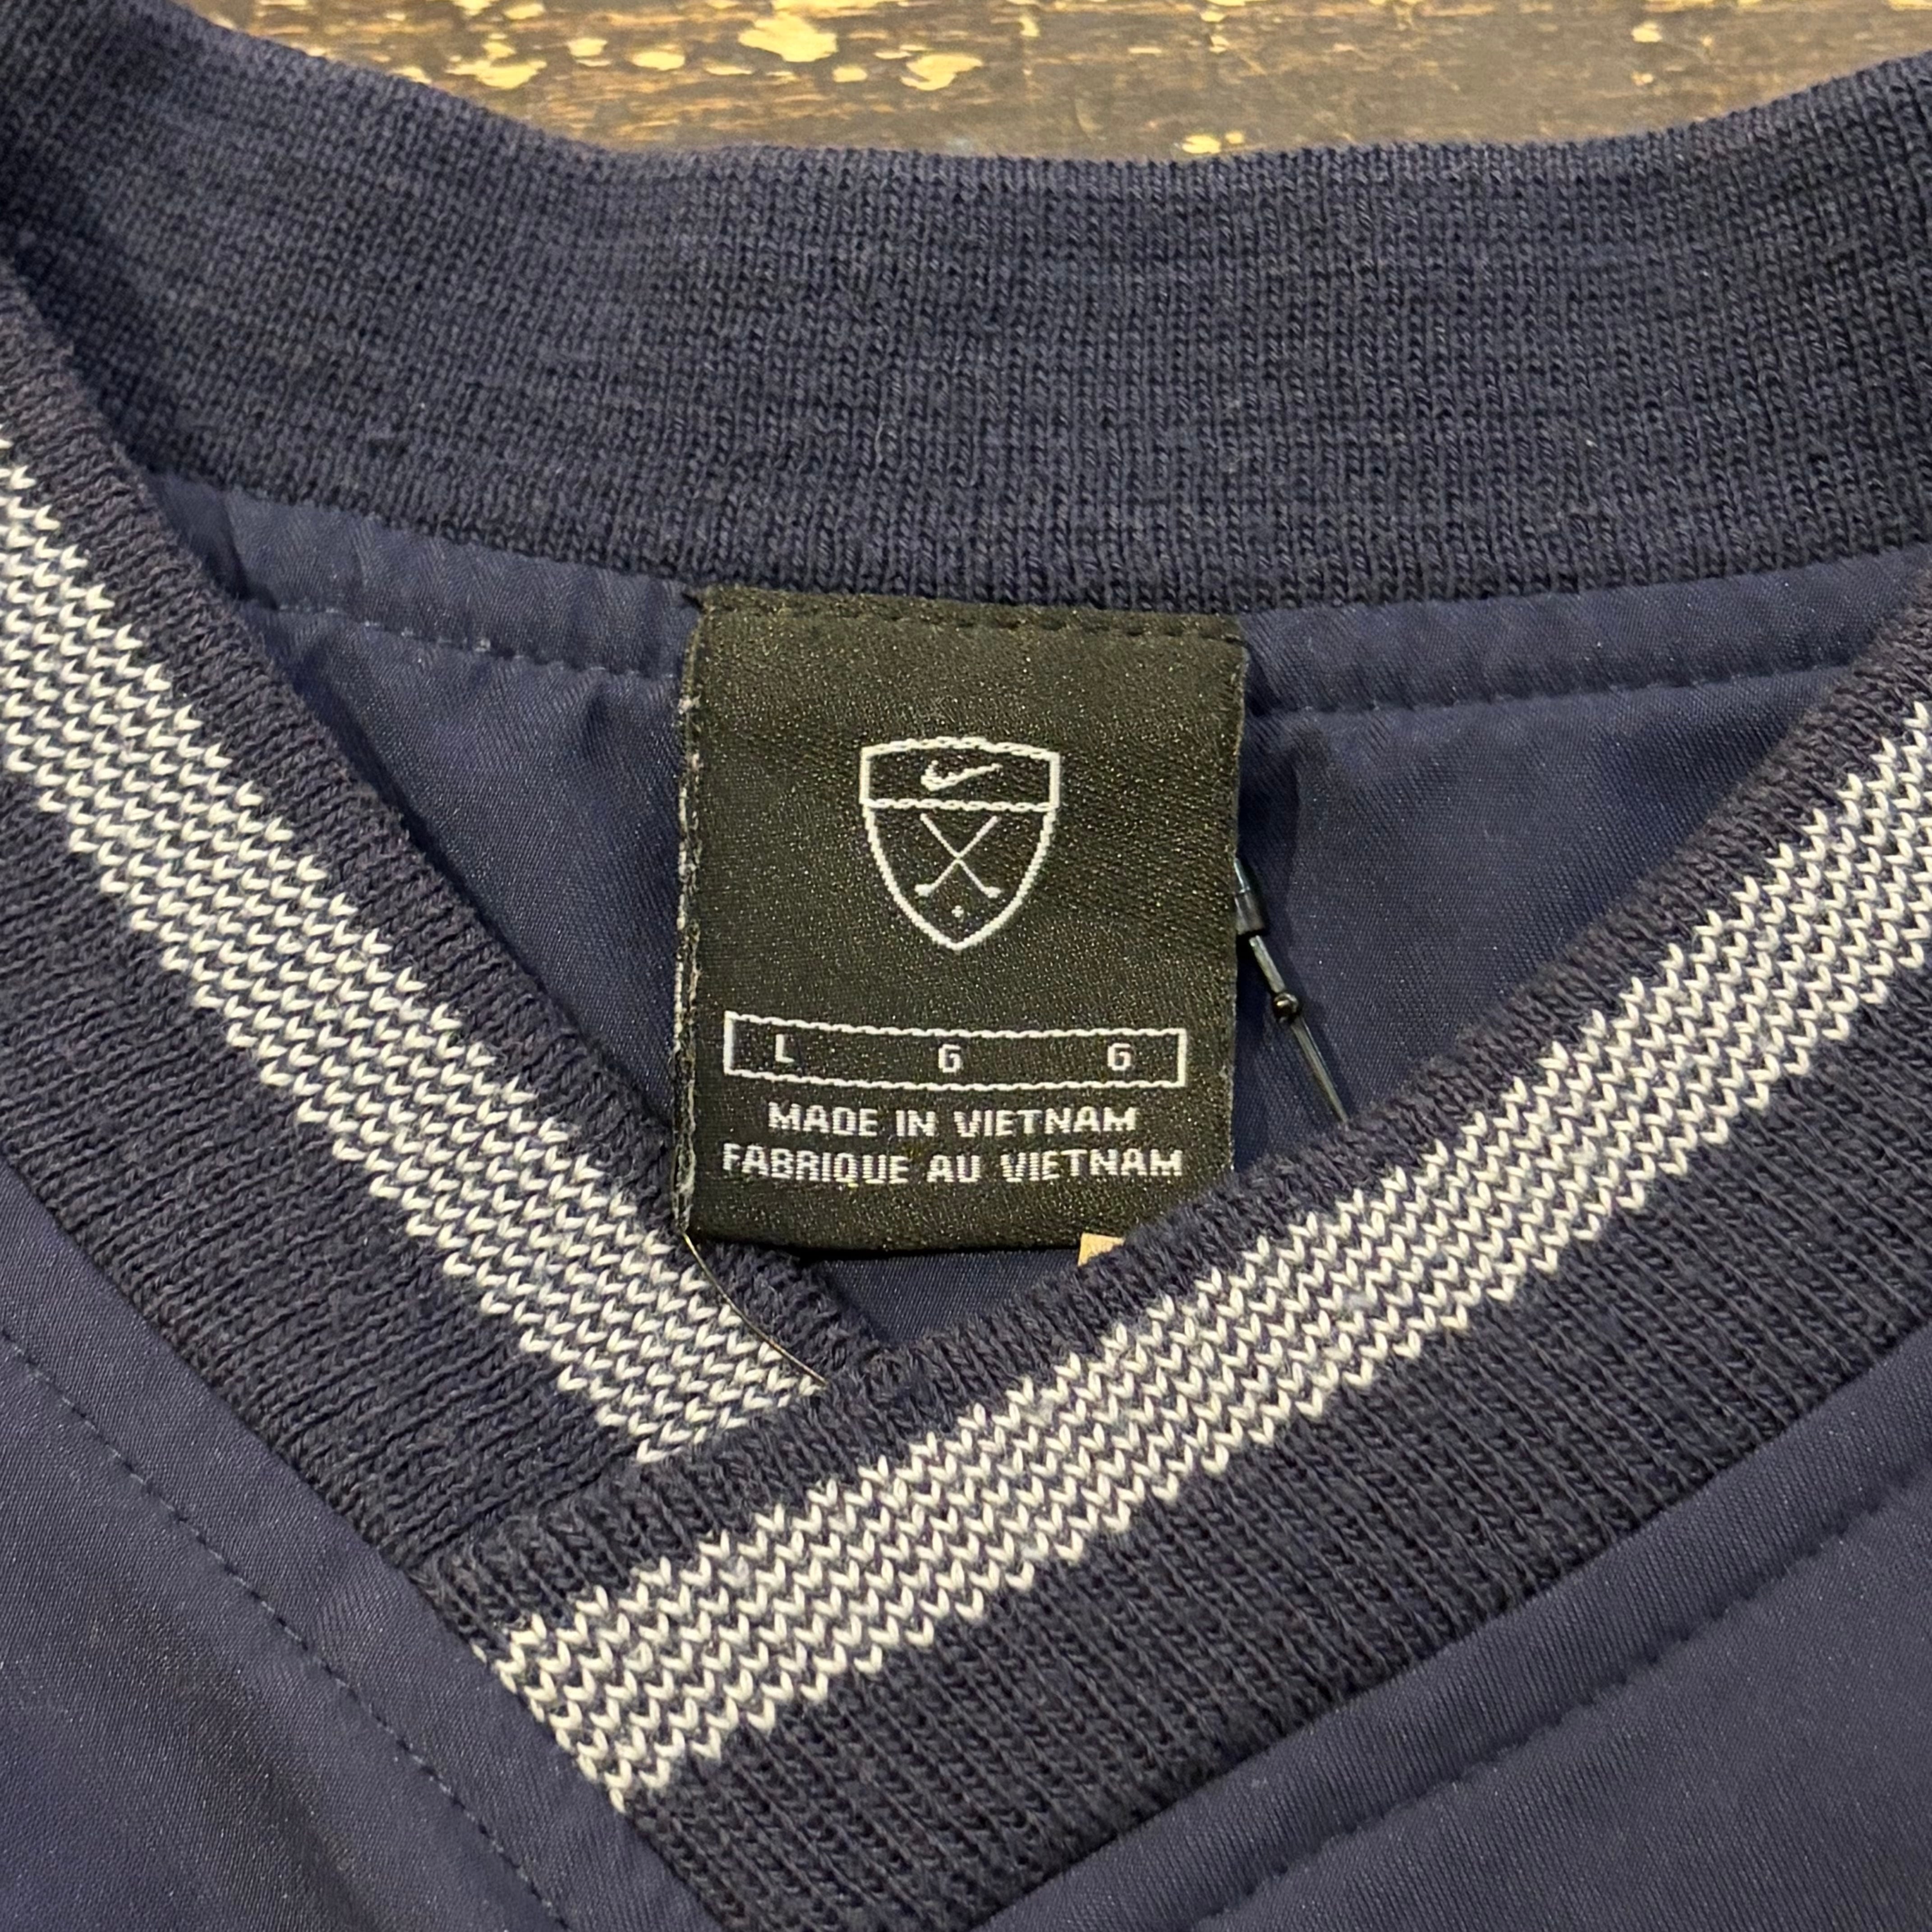 L G G
MADE IN VIETNAM
FABRIQUE AU VIETNAM